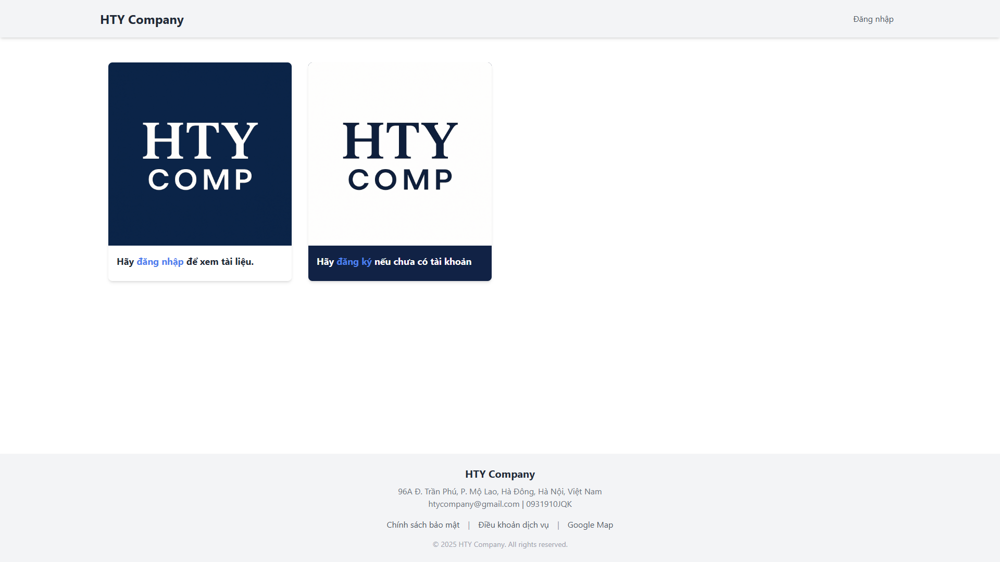 HTY Company
Đăng nhập
HTY
COMP
Hãy đăng nhập để xem tài liệu.
HTY
COMP
Hãy đăng ký nếu chưa có tài khoản
HTY Company
96A Đ. Trần Phú, P. Mộ Lao, Hà Đông, Hà Nội, Việt Nam
htycompany@gmail.com | 0931910JQK
Chính sách bảo mật | Điều khoản dịch vụ | Google Map
© 2025 HTY Company. All rights reserved.